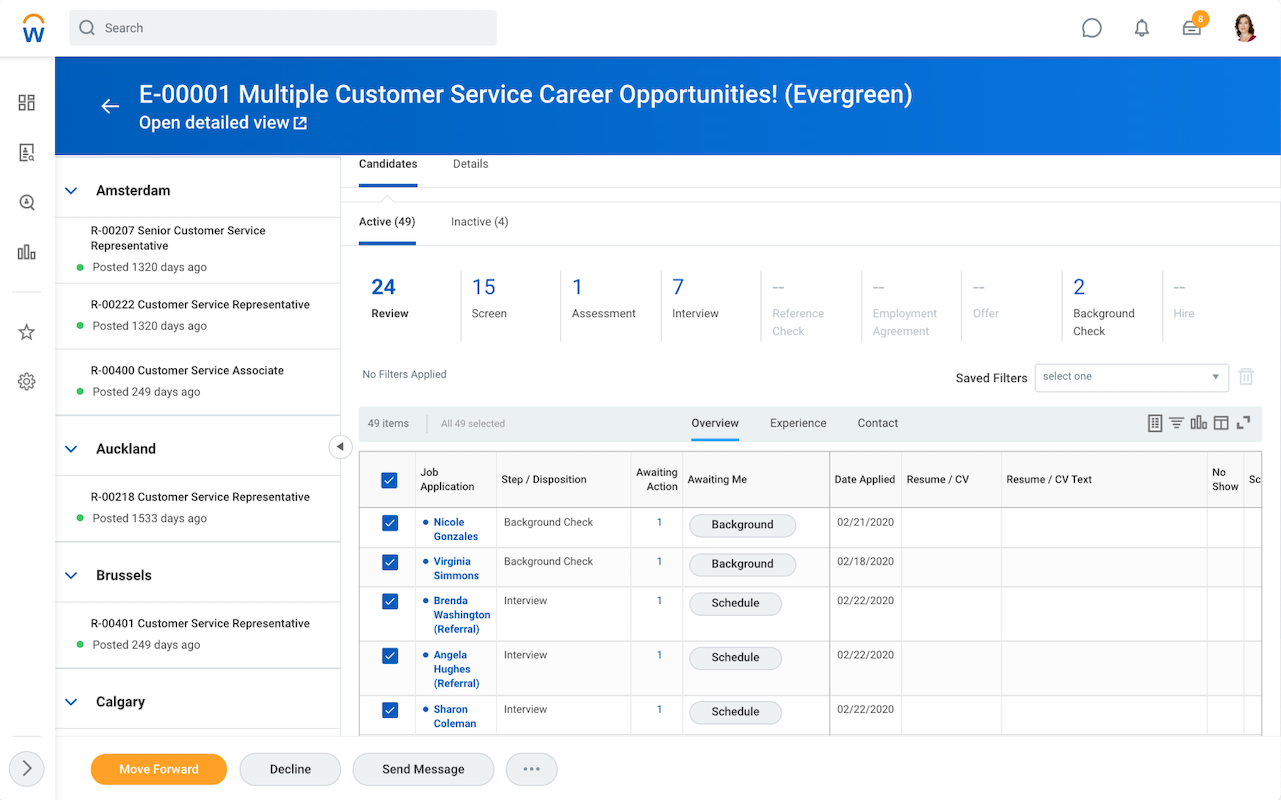 W
Search
8
E-00001 Multiple Customer Service Career Opportunities! (Evergreen)
Open detailed view
Amsterdam
R-00207 Senior Customer Service
Representative
Posted 1320 days ago
R-00222 Customer Service Representative
Posted 1320 days ago
R-00400 Customer Service Associate
Posted 249 days ago
Auckland
R-00218 Customer Service Representative
Posted 1533 days ago
Brussels
R-00401 Customer Service Representative
Posted 249 days ago
Calgary
Candidates Details
Active (49) Inactive (4)
24 15 1 7 -- -- -- 2 --
Review Screen Assessment Interview Reference Employment Offer Background Hire
Check Agreement Check
No Filters Applied
Saved Filters select one
49 items All 49 selected Overview Experience Contact
Job Awaiting No
Step / Disposition Awaiting Me Date Applied Resume / CV Resume / CV Text Sc
Application Action Show
Nicole Background Check 1 Background 02/21/2020
Gonzales
Virginia Background Check 1 Background 02/18/2020
Simmons
Brenda Interview 1 Schedule 02/22/2020
Washington
(Referral)
Angela Interview 1 Schedule 02/22/2020
Hughes
(Referral)
Sharon Interview 1 Schedule 02/22/2020
Coleman
Move Forward Decline Send Message